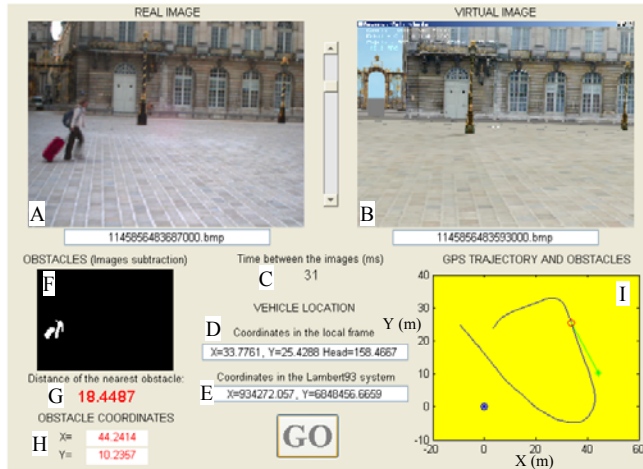 REAL IMAGE
VIRTUAL IMAGE
A
B
1145856483687000.bmp
1145856483593000.bmp
OBSTACLES (Images subtraction)
F
Time between the images (ms)
C
31
VEHICLE LOCATION
D
Coordinates in the local frame
X=33.7761, Y=25.4288 Head=158.4667
Coordinates in the Lambert93 system
E
X=934272.057, Y=6848456.6659
GO
Distance of the nearest obstacle:
G
18.4487
OBSTACLE COORDINATES
H
X= 44.2414
Y= 10.2357
GPS TRAJECTORY AND OBSTACLES
I
Y (m)
40
30
20
10
0
-10
-20 0 20 40 60
X (m)